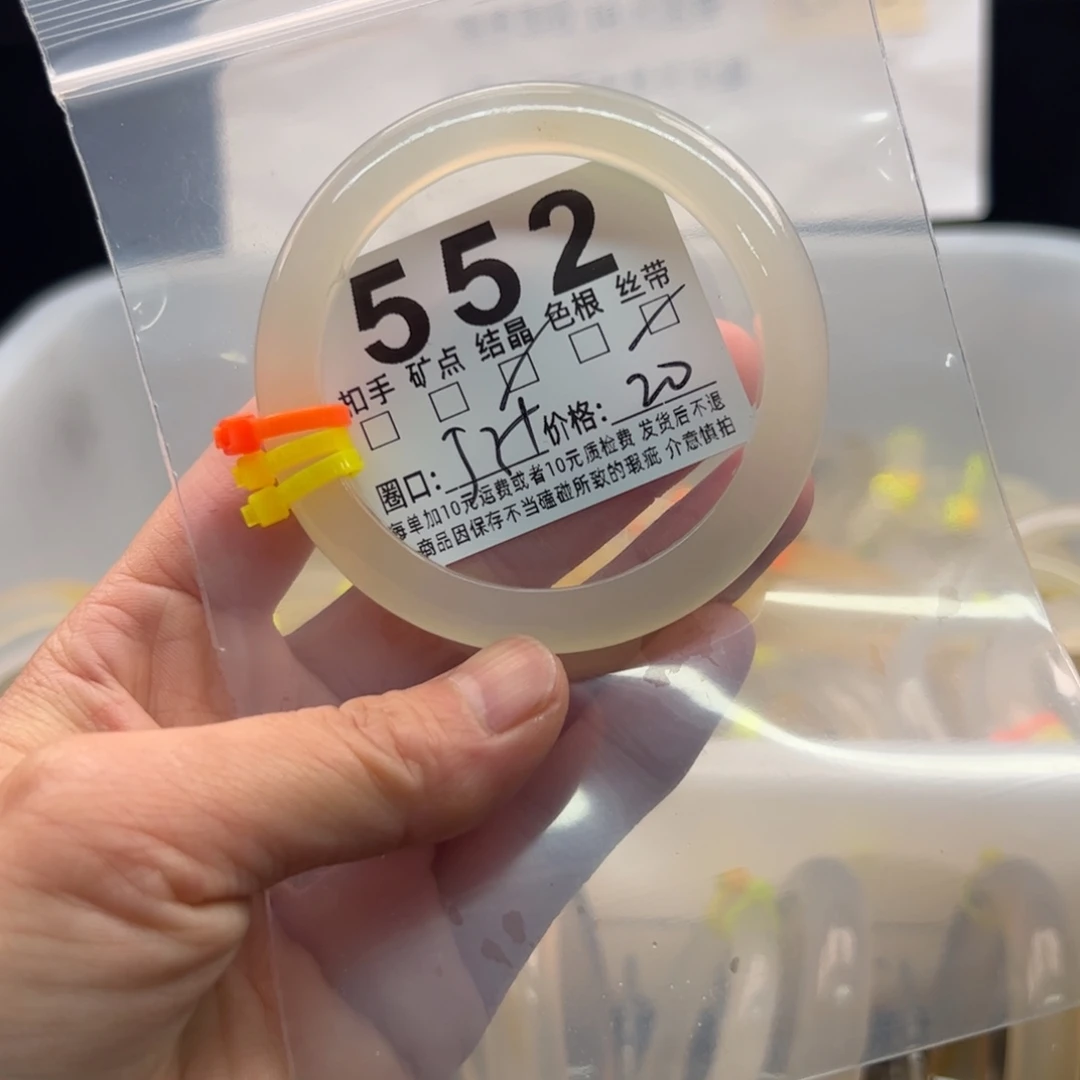 552
扣手 矿点 结晶 色根 丝带
圈口: 价格: 20
每单加10元运费或者10元质检费 发货后不退
商品因保存不当磕碰所致的瑕疵 介意慎拍